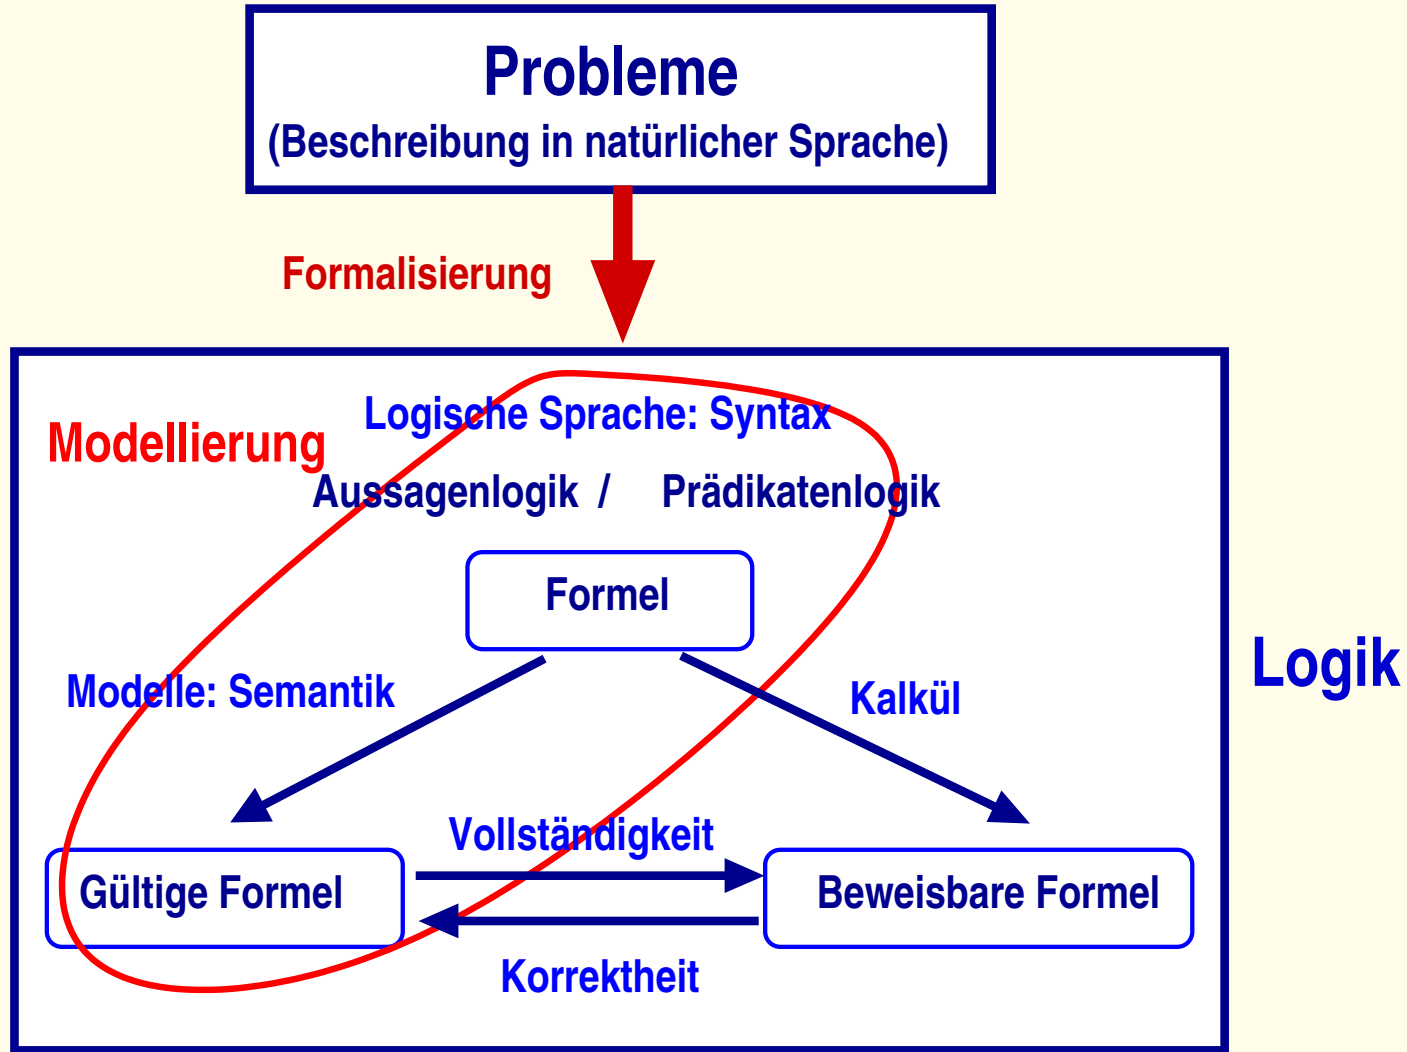 Probleme
(Beschreibung in natürlicher Sprache)
Formalisierung
Logische Sprache: Syntax
Modellierung
Aussagenlogik / Prädikatenlogik
Formel
Logik
Modelle: Semantik
Kalkül
Vollständigkeit
Gültige Formel
Beweisbare Formel
Korrektheit